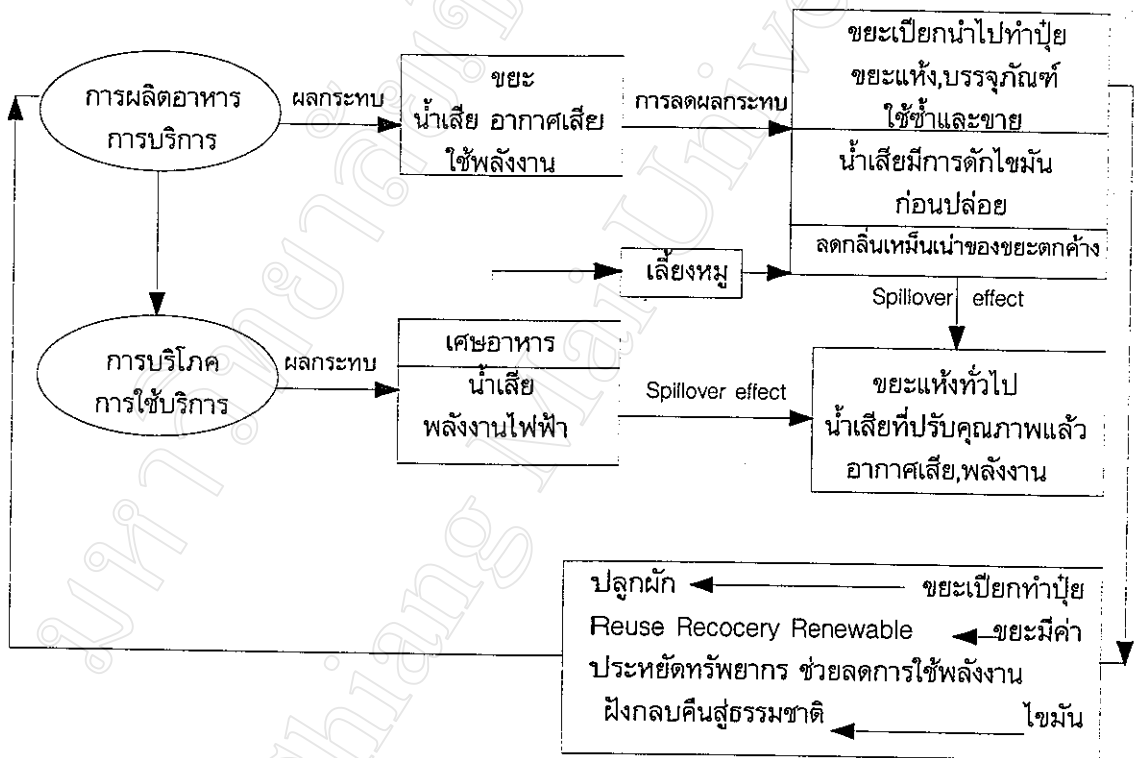 การผลิตอาหาร
การบริการ
ผลกระทบ
ขยะ
น้ำเสีย อากาศเสีย
ใช้พลังงาน
การลดผลกระทบ
ขยะเปียกนำไปทำปุ๋ย
ขยะแห้ง,บรรจุภัณฑ์
ใช้ซ้ำและขาย
น้ำเสียมีการดักไขมัน
ก่อนปล่อย
ลดกลิ่นเหม็นเน่าของขยะตกค้าง
เลี้ยงหมู
Spillover effect
การบริโภค
การใช้บริการ
ผลกระทบ
เศษอาหาร
น้ำเสีย
พลังงานไฟฟ้า
Spillover effect
ขยะแห้งทั่วไป
น้ำเสียที่ปรับคุณภาพแล้ว
อากาศเสีย,พลังงาน
ปลูกผัก ขยะเปียกทำปุ๋ย
Reuse Recocery Renewable ขยะมีค่า
ประหยัดทรัพยากร ช่วยลดการใช้พลังงาน
ฝังกลบคืนสู่ธรรมชาติ ไขมัน